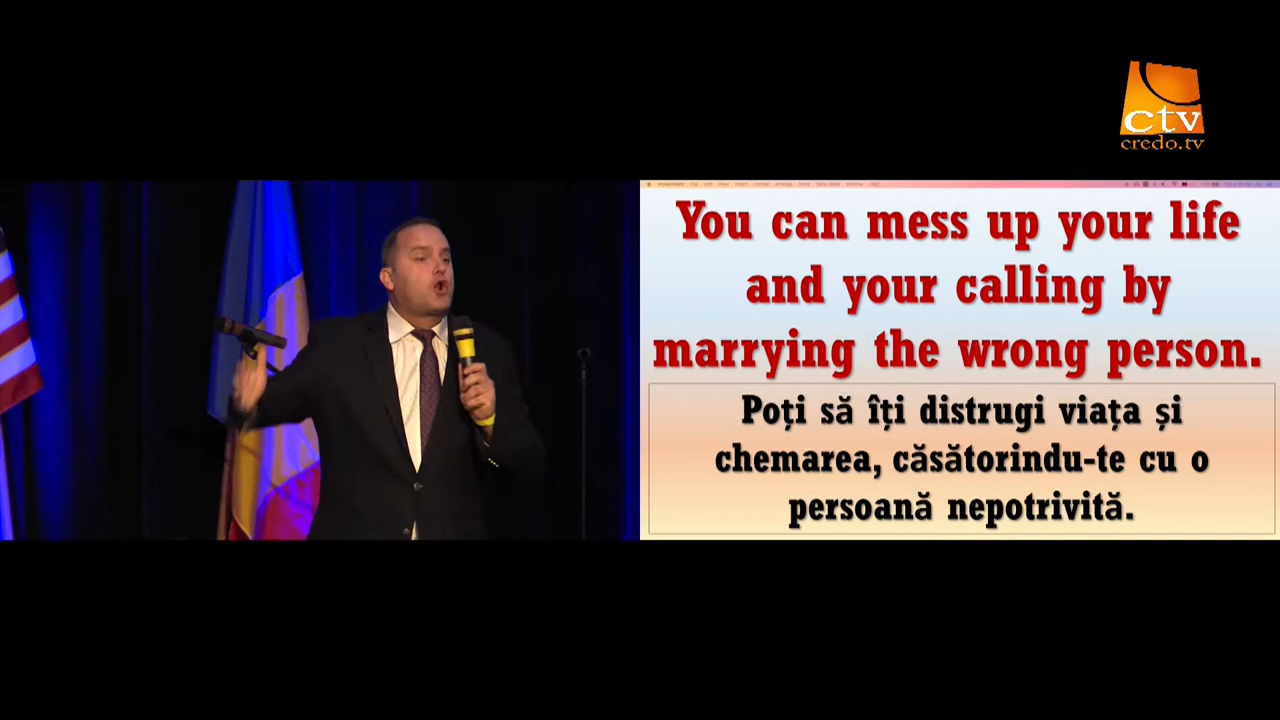 ctv
credo.tv
You can mess up your life
and your calling by
marrying the wrong person.
Poți să îți distrugi viața și
chemarea, căsătorindu-te cu o
persoană nepotrivită.